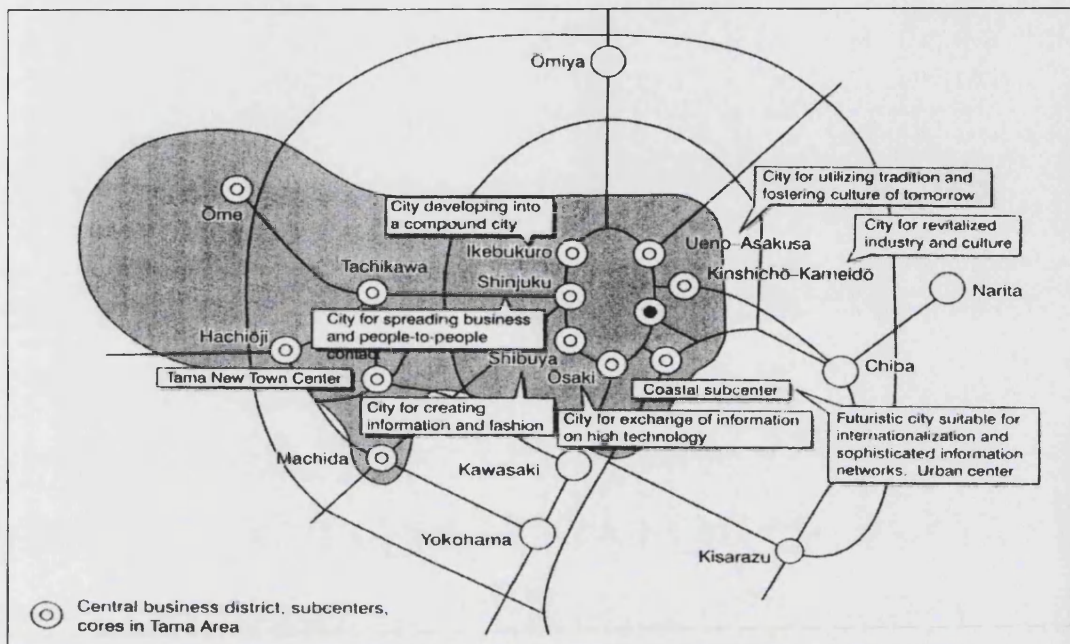 Ōmiya
City for utilizing tradition and
fostering culture of tomorrow
Ōme
City developing into
a compound city
Ueno–Asakusa
City for revitalized
industry and culture
Ikebukuro
Tachikawa
Shinjuku
Kinshichō–Kameidō
Narita
Hachiōji
City for spreading business
and people-to-people
contact
Shibuya
Ōsaki
Chiba
Tama New Town Center
Coastal subcenter
City for creating
information and fashion
City for exchange of information
on high technology
Futuristic city suitable for
internationalization and
sophisticated information
networks. Urban center
Machida
Kawasaki
Yokohama
Kisarazu
Central business district, subcenters,
cores in Tama Area